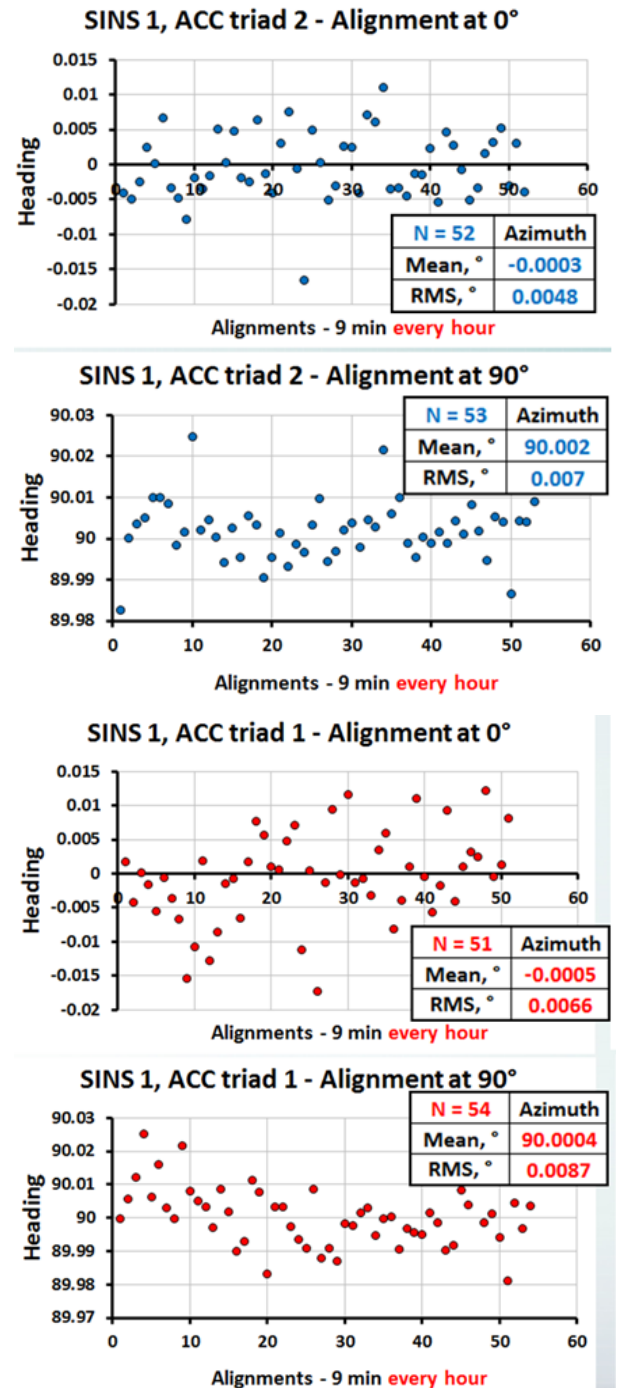 SINS 1, ACC triad 2 - Alignment at 0°
0.015
0.01
0.005
0
-0.005
-0.01
-0.015
-0.02
0 10 20 30 40 50 60
Heading
N = 52 Azimuth
Mean, ° -0.0003
RMS, ° 0.0048
Alignments - 9 min every hour
SINS 1, ACC triad 2 - Alignment at 90°
90.03
90.02
90.01
90
89.99
89.98
0 10 20 30 40 50 60
Heading
N = 53 Azimuth
Mean, ° 90.002
RMS, ° 0.007
Alignments - 9 min every hour
SINS 1, ACC triad 1 - Alignment at 0°
0.015
0.01
0.005
0
-0.005
-0.01
-0.015
-0.02
0 10 20 30 40 50 60
Heading
N = 51 Azimuth
Mean, ° -0.0005
RMS, ° 0.0066
Alignments - 9 min every hour
SINS 1, ACC triad 1 - Alignment at 90°
90.03
90.02
90.01
90
89.99
89.98
89.97
0 10 20 30 40 50 60
Heading
N = 54 Azimuth
Mean, ° 90.0004
RMS, ° 0.0087
Alignments - 9 min every hour